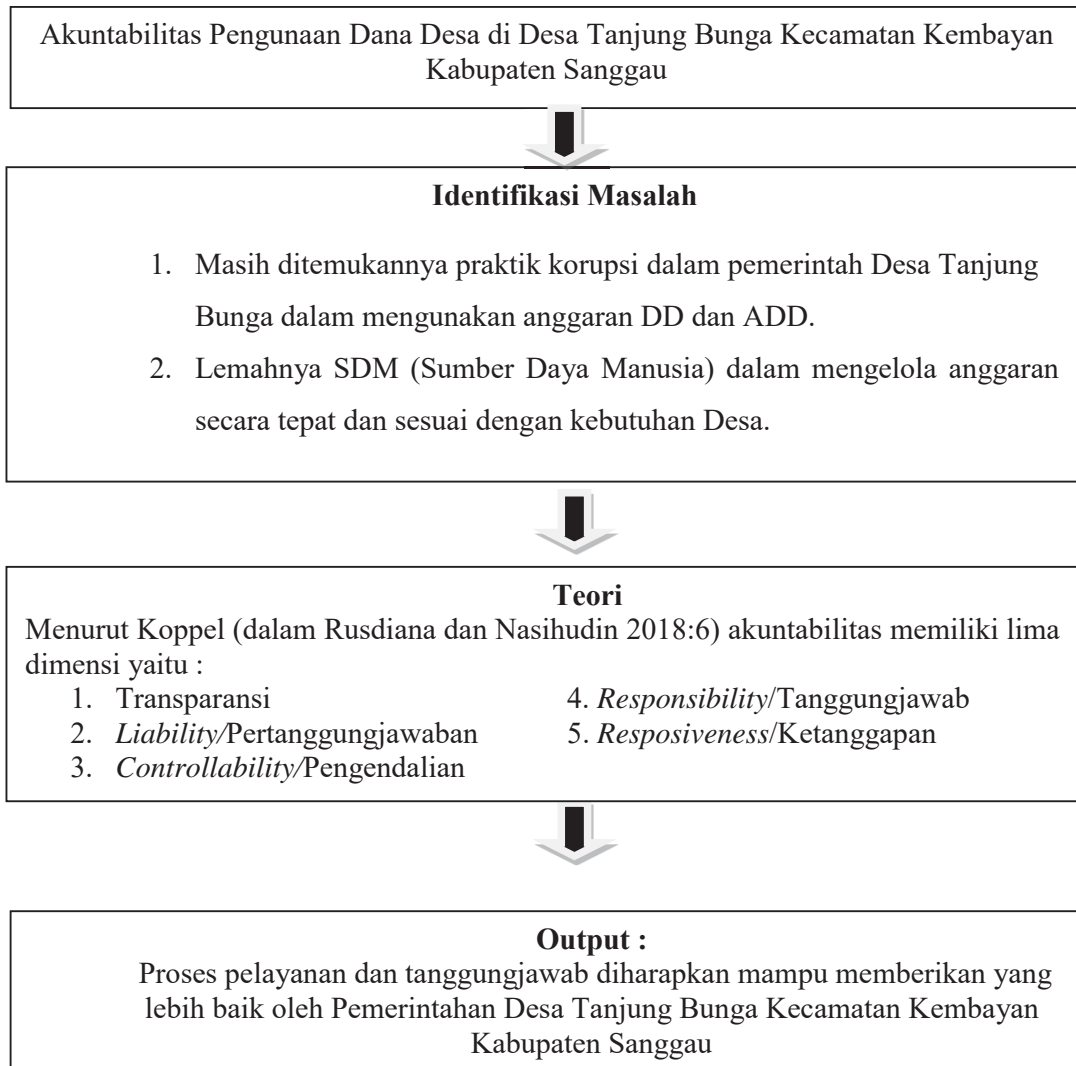 Akuntabilitas Pengunaan Dana Desa di Desa Tanjung Bunga Kecamatan Kembayan
Kabupaten Sanggau
Identifikasi Masalah
1. Masih ditemukannya praktik korupsi dalam pemerintah Desa Tanjung
Bunga dalam mengunakan anggaran DD dan ADD.
2. Lemahnya SDM (Sumber Daya Manusia) dalam mengelola anggaran
secara tepat dan sesuai dengan kebutuhan Desa.
Teori
Menurut Koppel (dalam Rusdiana dan Nasihudin 2018:6) akuntabilitas memiliki lima
dimensi yaitu :
1. Transparansi
2. Liability/Pertanggungjawaban
3. Controllability/Pengendalian
4. Responsibility/Tanggungjawab
5. Resposiveness/Ketanggapan
Output :
Proses pelayanan dan tanggungjawab diharapkan mampu memberikan yang
lebih baik oleh Pemerintahan Desa Tanjung Bunga Kecamatan Kembayan
Kabupaten Sanggau